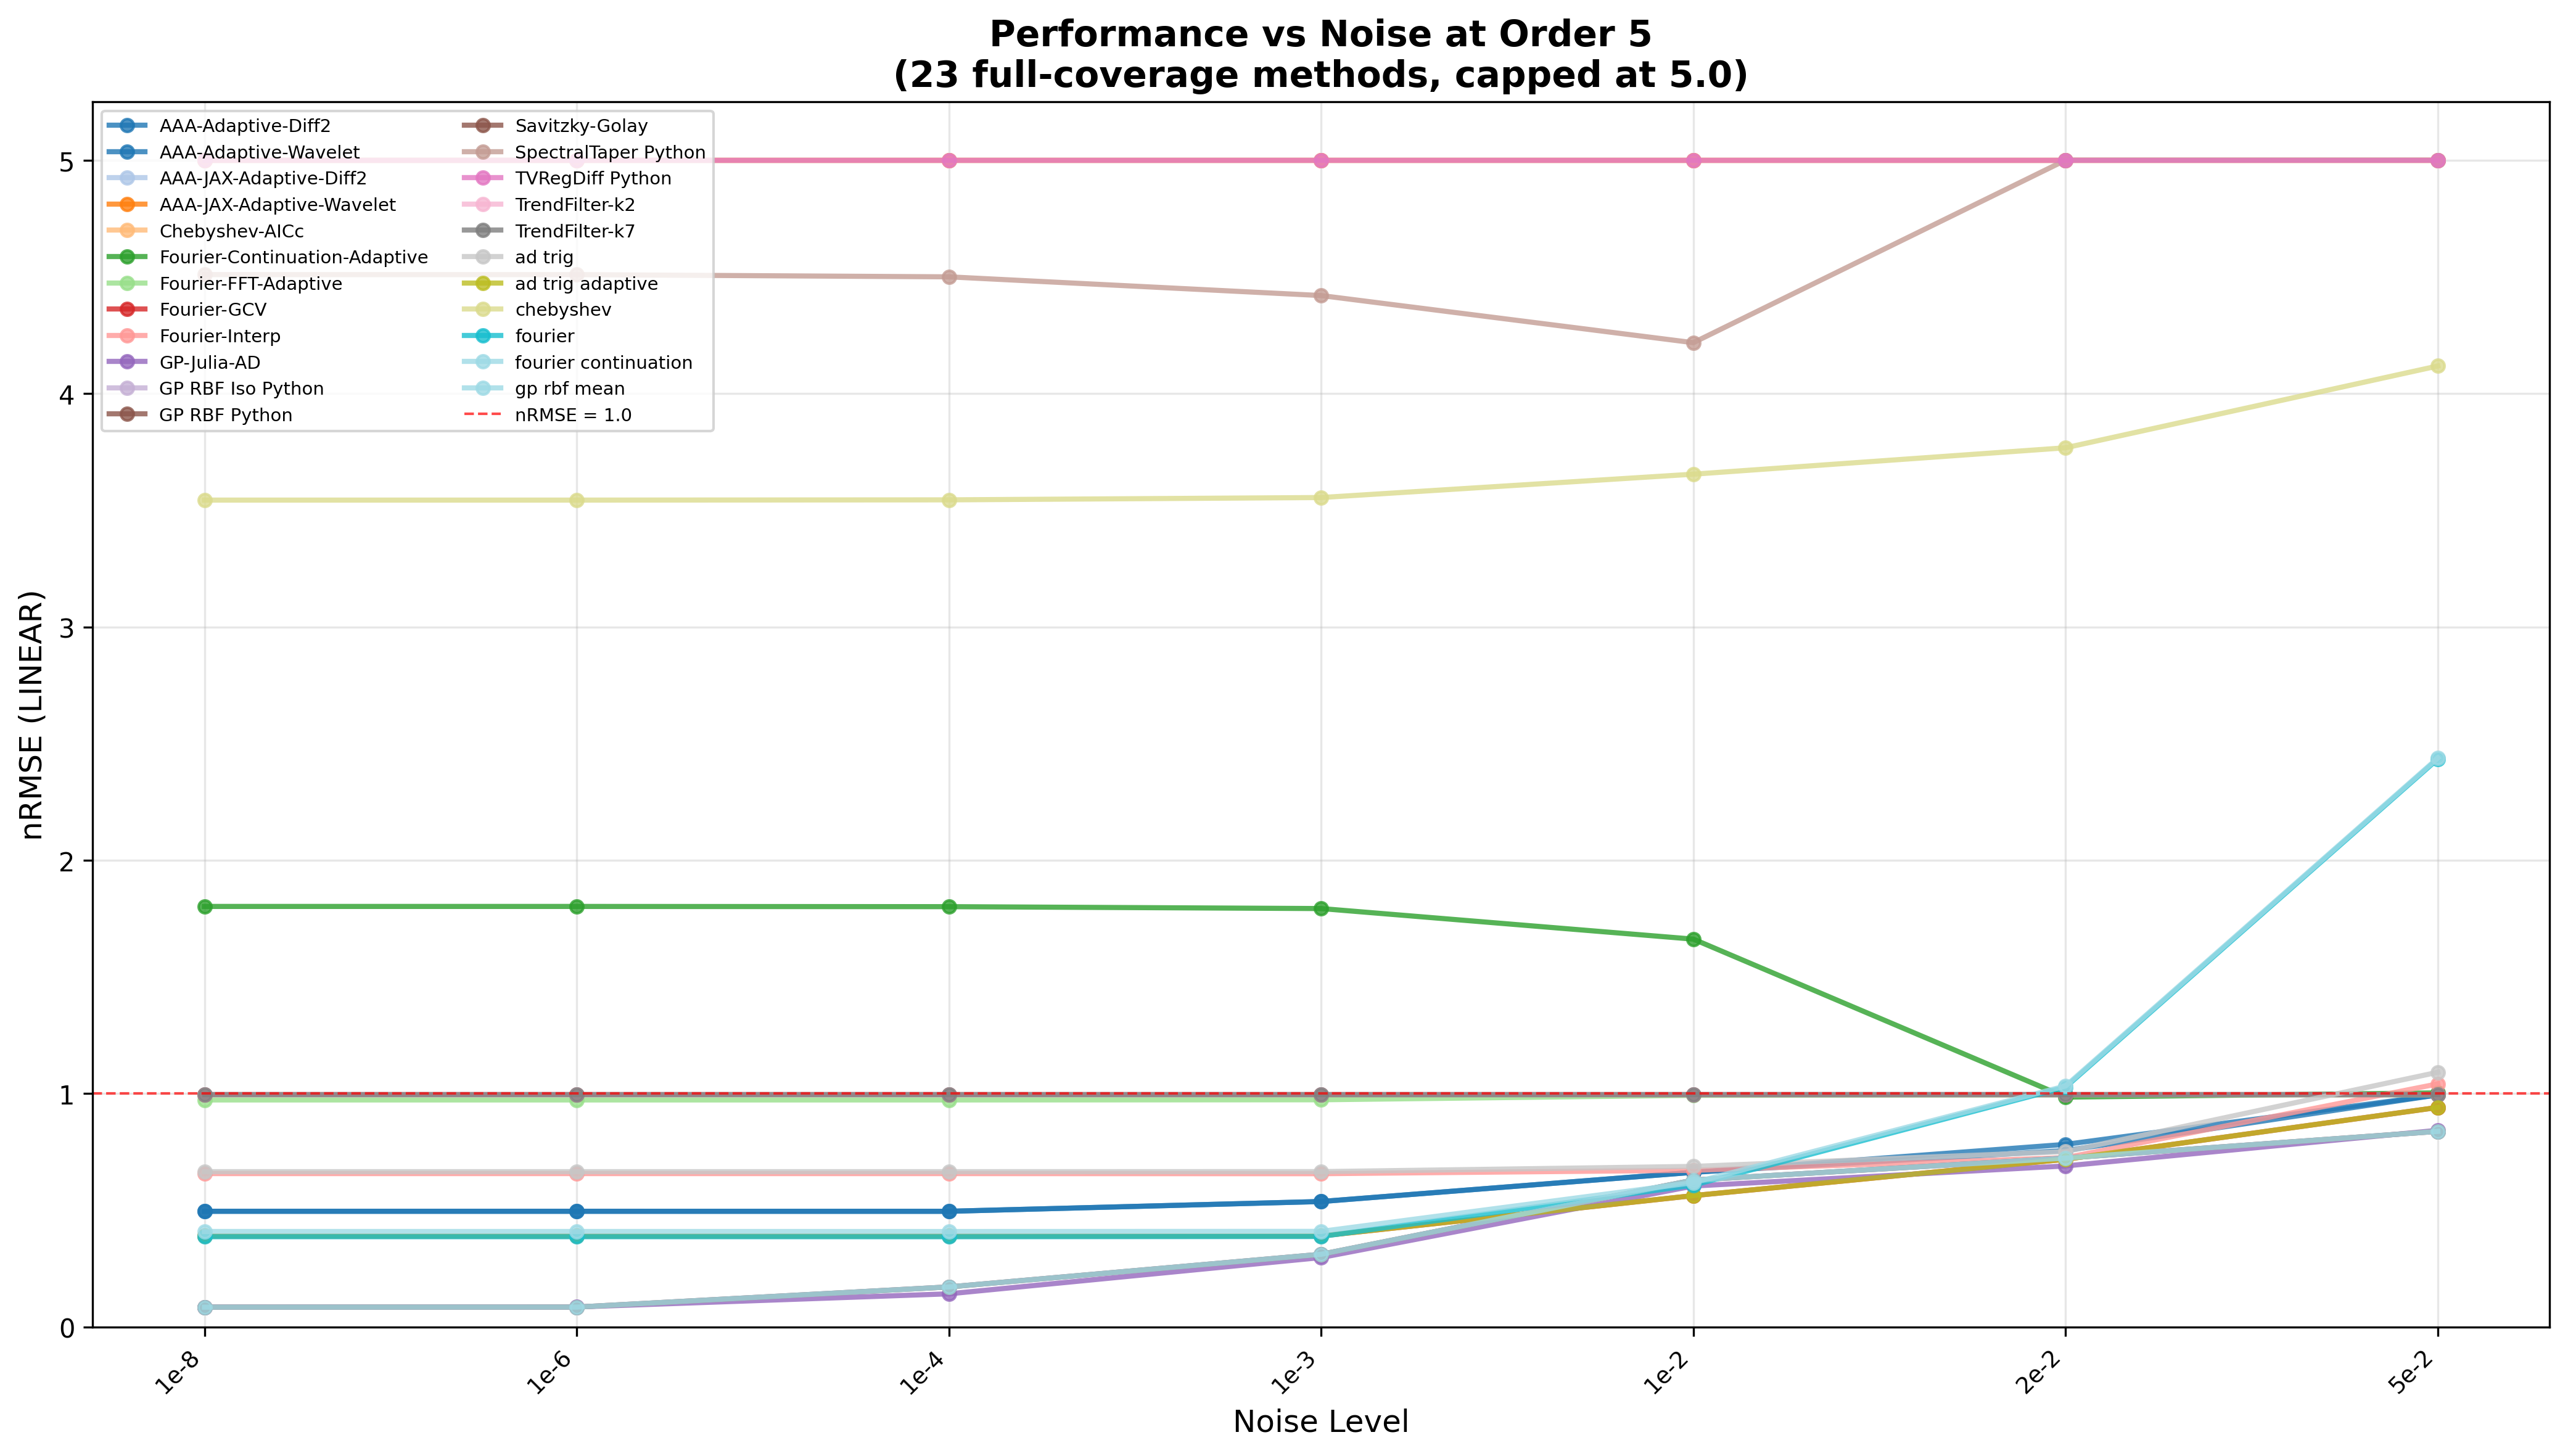 Performance vs Noise at Order 5
(23 full-coverage methods, capped at 5.0)
AAA-Adaptive-Diff2
AAA-Adaptive-Wavelet
AAA-JAX-Adaptive-Diff2
AAA-JAX-Adaptive-Wavelet
Chebyshev-AICc
Fourier-Continuation-Adaptive
Fourier-FFT-Adaptive
Fourier-GCV
Fourier-Interp
GP-Julia-AD
GP RBF Iso Python
GP RBF Python
Savitzky-Golay
SpectralTaper Python
TVRegDiff Python
TrendFilter-k2
TrendFilter-k7
ad trig
ad trig adaptive
chebyshev
fourier
fourier continuation
gp rbf mean
nRMSE = 1.0
nRMSE (LINEAR)
5
4
3
2
1
0
1e-8
1e-6
1e-4
1e-3
1e-2
2e-2
5e-2
Noise Level